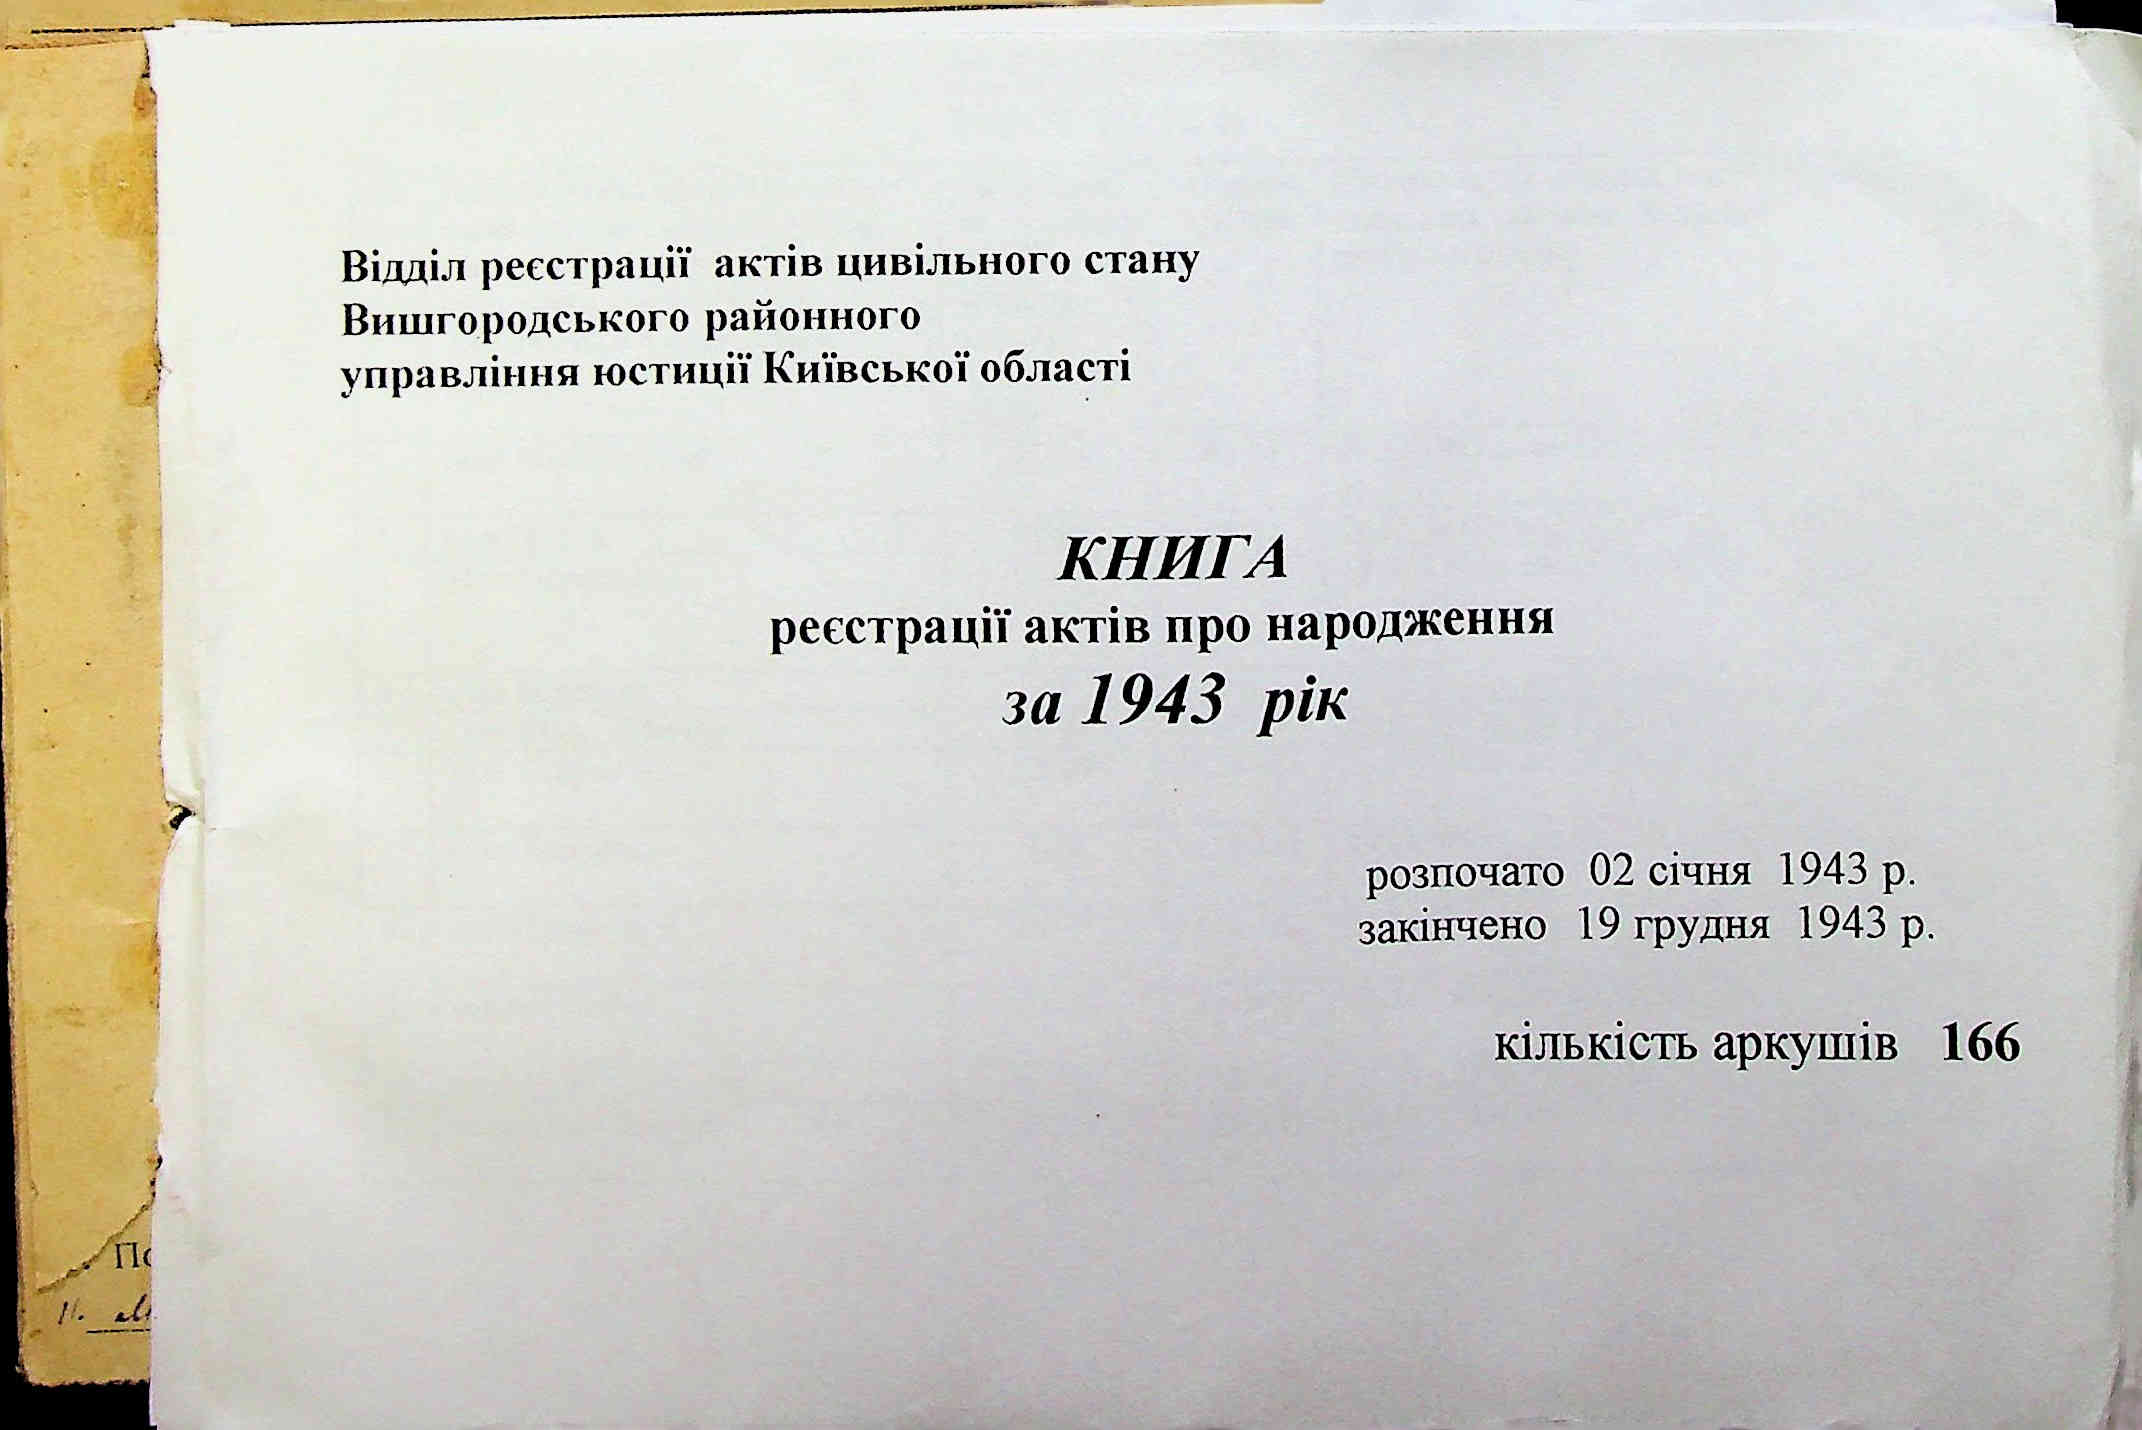 Відділ реєстрації актів цивільного стану
Вишгородського районного
управління юстиції Київської області
КНИГА
реєстрації актів про народження
за 1943 рік
розпочато 02 січня 1943 р.
закінчено 19 грудня 1943 р.
кількість аркушів 166